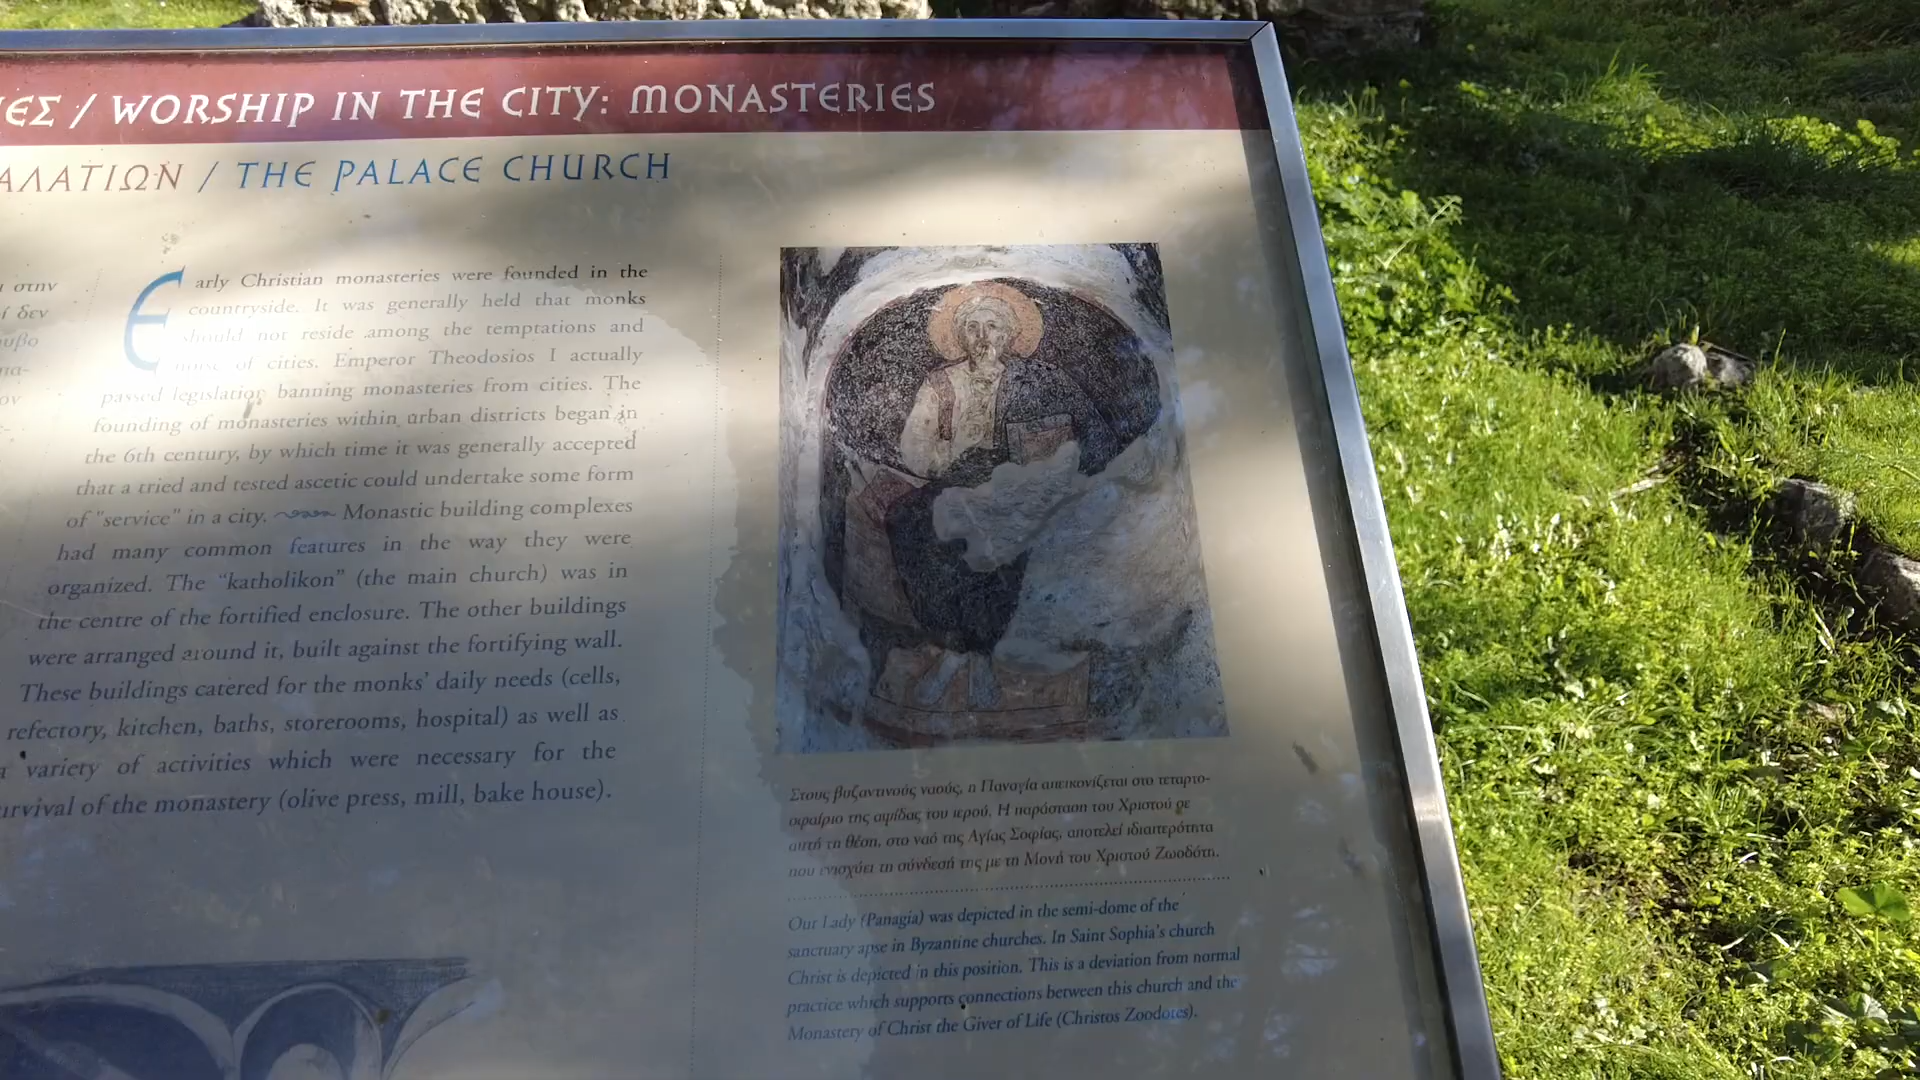 ΙΕΣ / WORSHIP IN THE CITY: MONASTERIES
ΑΛΑΤΙΩΝ / THE PALACE CHURCH
ι στην
ί δεν
ουβο
πα-
ον
Early Christian monasteries were founded in the
countryside. It was generally held that monks
should not reside among the temptations and
noise of cities. Emperor Theodosios I actually
passed legislation banning monasteries from cities. The
founding of monasteries within urban districts began in
the 6th century, by which time it was generally accepted
that a tried and tested ascetic could undertake some form
of "service" in a city. Monastic building complexes
had many common features in the way they were
organized. The "katholikon" (the main church) was in
the centre of the fortified enclosure. The other buildings
were arranged around it, built against the fortifying wall.
These buildings catered for the monks' daily needs (cells,
refectory, kitchen, baths, storerooms, hospital) as well as
a variety of activities which were necessary for the
urvival of the monastery (olive press, mill, bake house).
Στους βυζαντινούς ναούς, η Παναγία απεικονίζεται στο τεταρτο-
σφαίριο της αψίδας του ιερού. Η παράσταση του Χριστού σε
αυτή τη θέση, στο ναό της Αγίας Σοφίας, αποτελεί ιδιαιτερότητα
που ενισχύει τη σύνδεσή της με τη Μονή του Χριστού Ζωοδότη.
Our Lady (Panagia) was depicted in the semi-dome of the
sanctuary apse in Byzantine churches. In Saint Sophia's church
Christ is depicted in this position. This is a deviation from normal
practice which supports connections between this church and the
Monastery of Christ the Giver of Life (Christos Zoodotes).